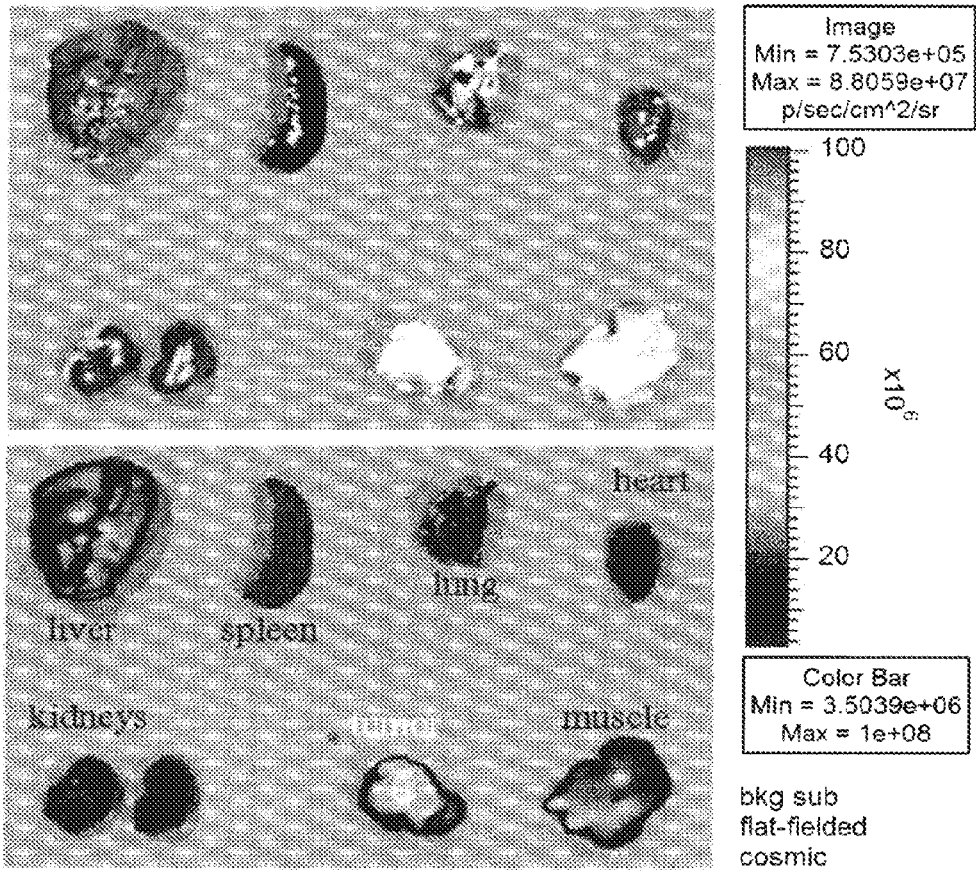 Image
Min = 7.5303e+05
Max = 8.8059e+07
p/sec/cm^2/sr
100
80
60
40
20
x10^6
heart
lung
liver
spleen
kidneys
tumor
muscle
Color Bar
Min = 3.5039e+06
Max = 1e+08
bkg sub
flat-fielded
cosmic